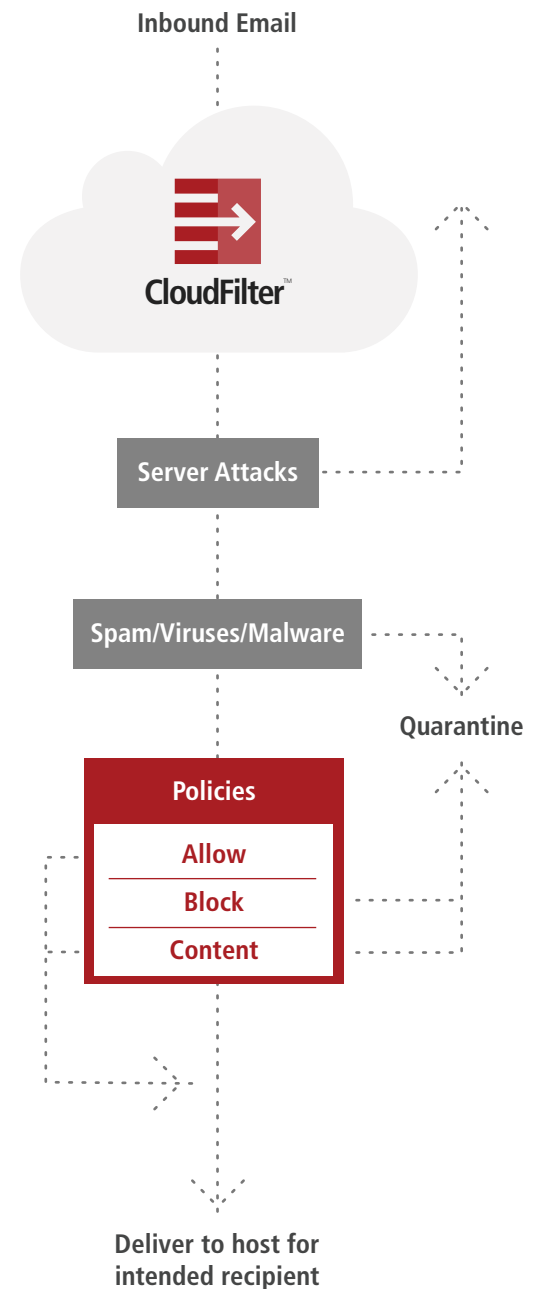 Inbound Email
CloudFilter™
Server Attacks
Spam/Viruses/Malware
Quarantine
Policies
Allow
Block
Content
Deliver to host for
intended recipient